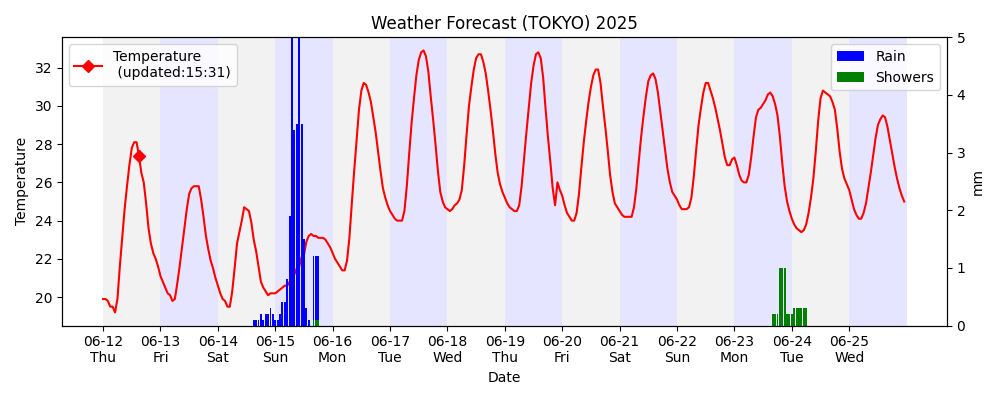 Weather Forecast (TOKYO) 2025
Temperature
(updated:15:31)
Rain
Showers
32
30
28
26
24
22
20
Temperature
5
4
3
2
1
0
mm
06-12 06-13 06-14 06-15 06-16 06-17 06-18 06-19 06-20 06-21 06-22 06-23 06-24 06-25
Thu Fri Sat Sun Mon Tue Wed Thu Fri Sat Sun Mon Tue Wed
Date